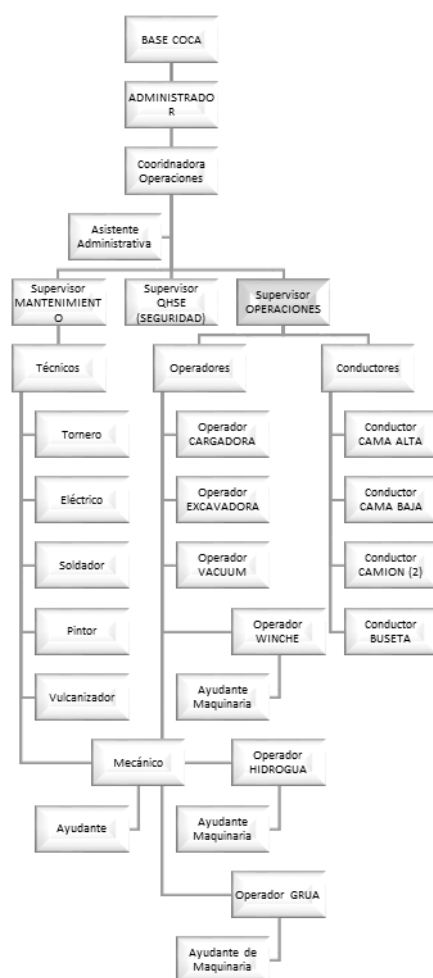 BASE COCA
ADMINISTRADO
R
Cooridnadora
Operaciones
Asistente
Administrativa
Supervisor
MANTENIMIENT
O
Supervisor
QHSE
(SEGURIDAD)
Supervisor
OPERACIONES
Técnicos
Operadores
Conductores
Tornero
Operador
CARGADORA
Conductor
CAMA ALTA
Eléctrico
Operador
EXCAVADORA
Conductor
CAMA BAJA
Soldador
Operador
VACUUM
Conductor
CAMION (2)
Pintor
Operador
WINCHE
Conductor
BUSETA
Vulcanizador
Ayudante
Maquinaria
Mecánico
Operador
HIDROGUA
Ayudante
Ayudante
Maquinaria
Operador GRUA
Ayudante de
Maquinaria